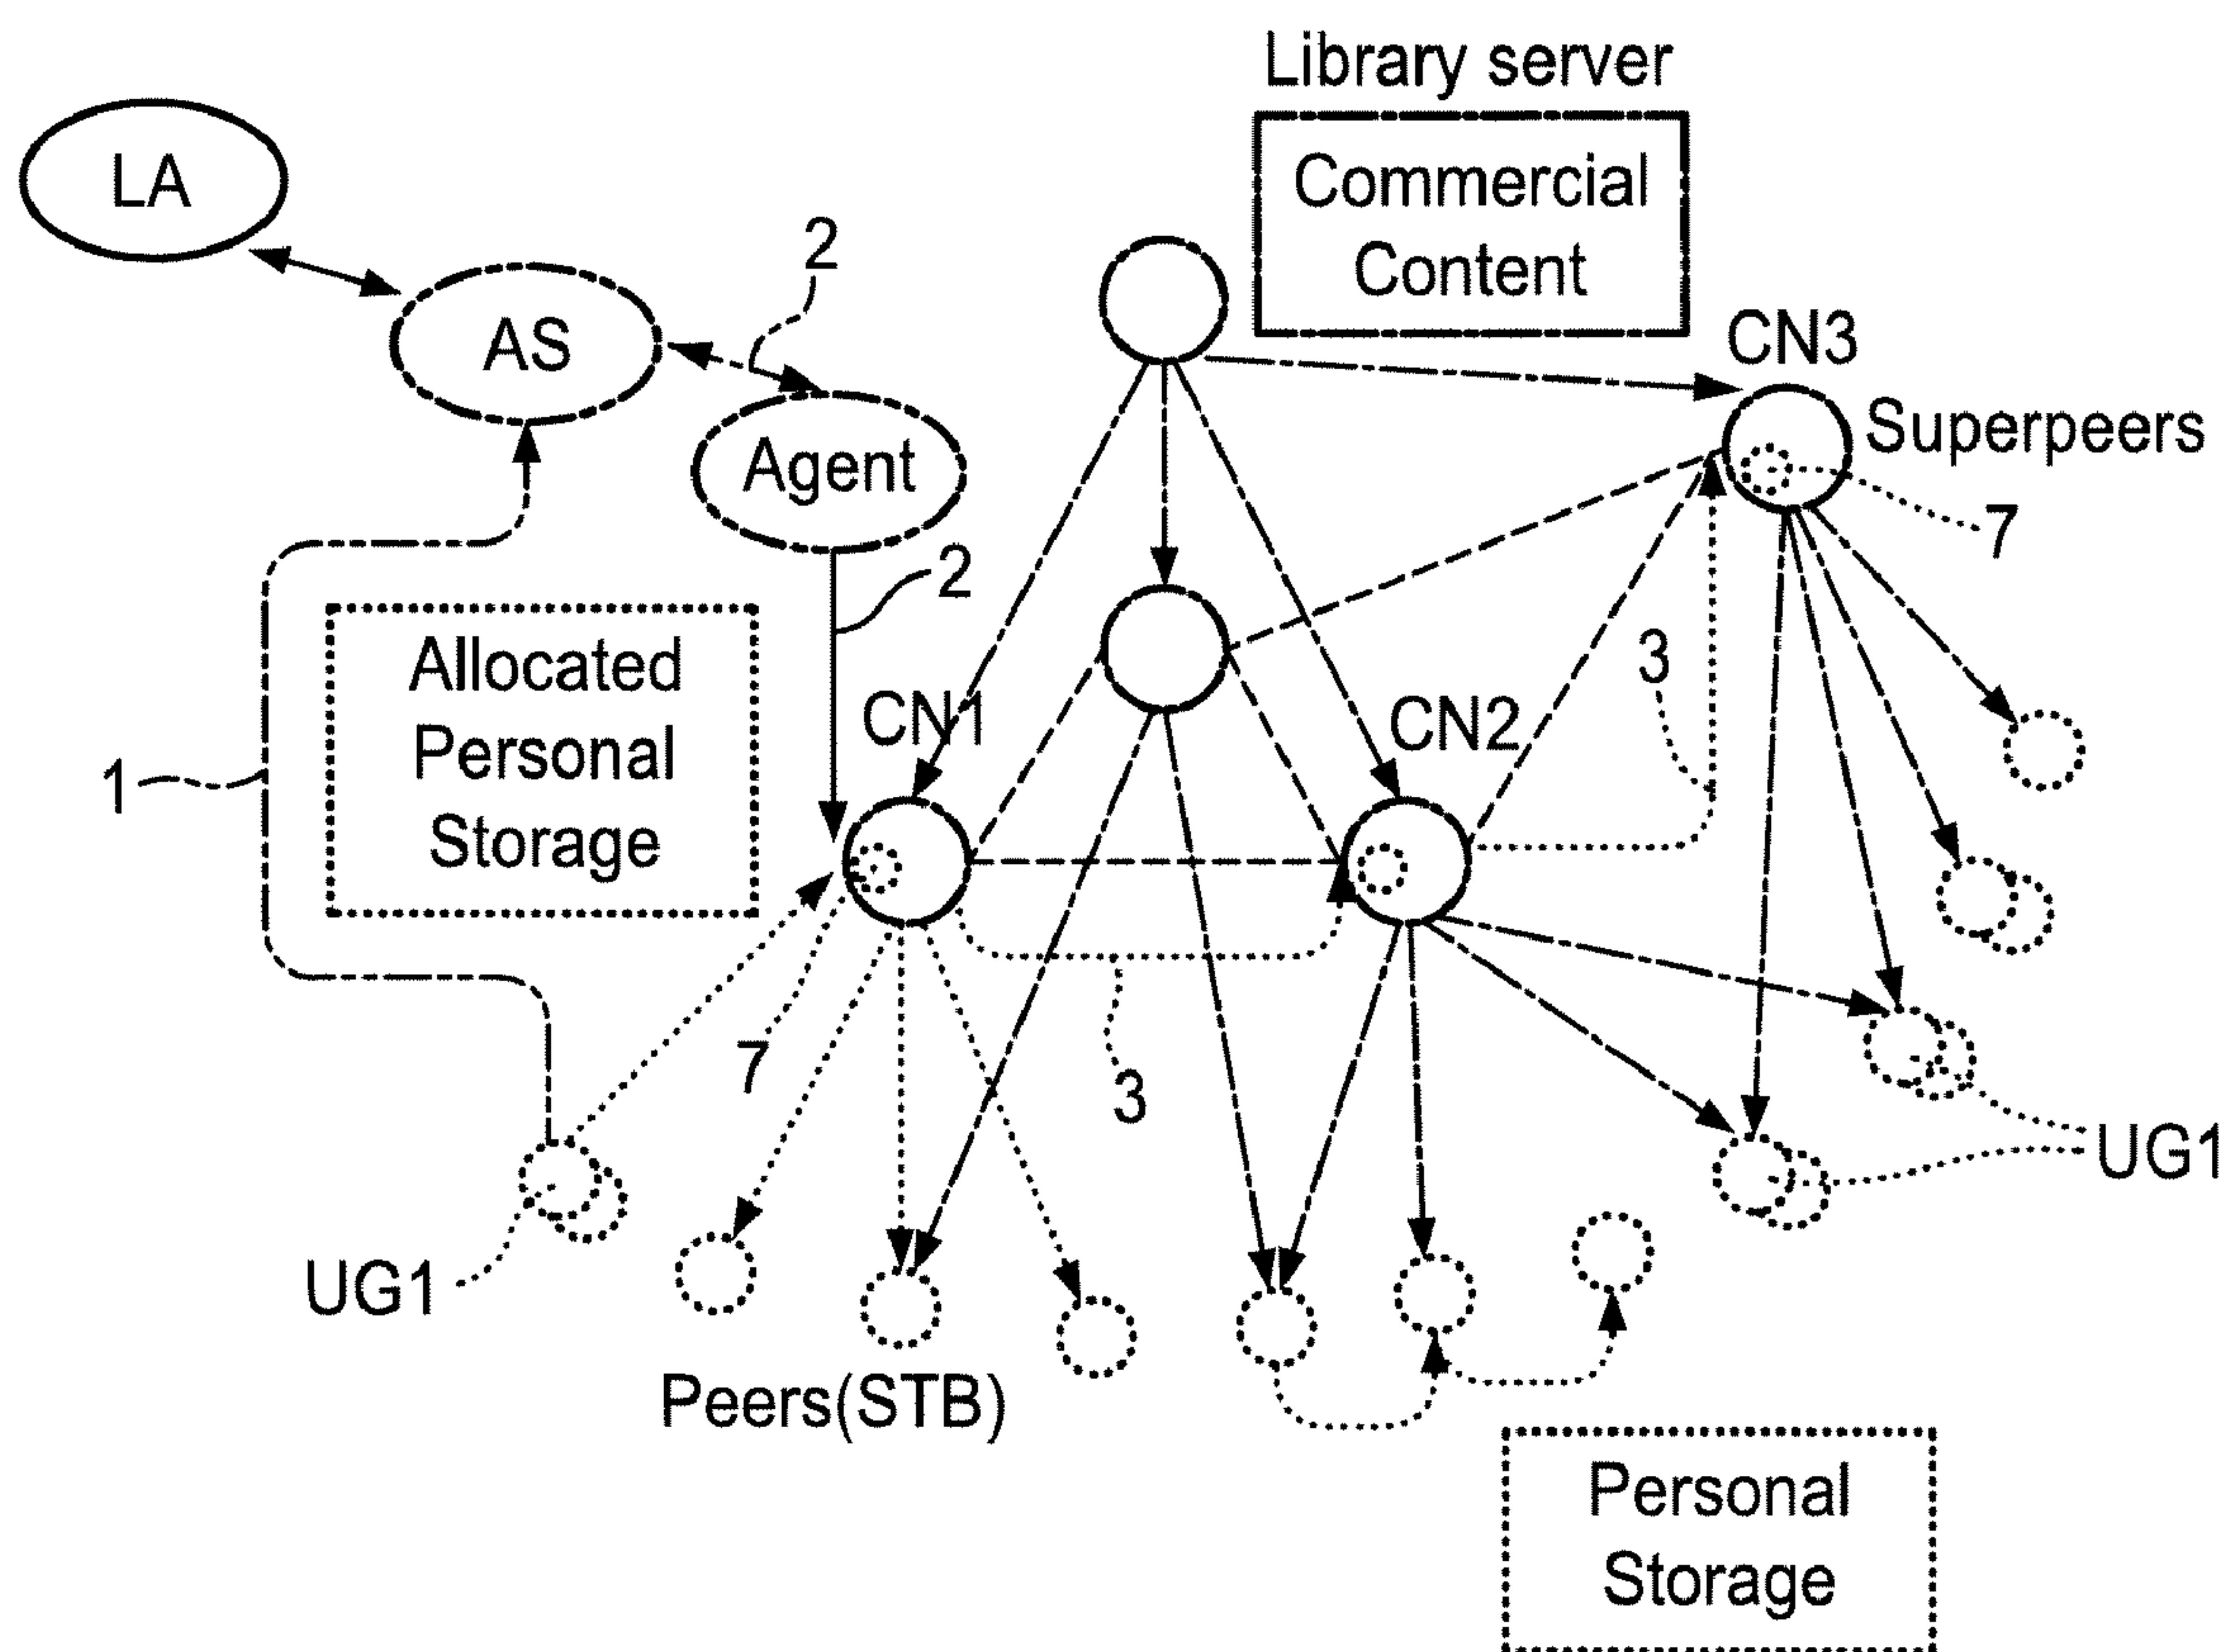 Library server
LA
Commercial
Content
2
AS
CN3
Agent
Superpeers
7
2
Allocated
Personal
Storage
3
CN1
CN2
1
7
3
UG1
UG1
Peers(STB)
Personal
Storage